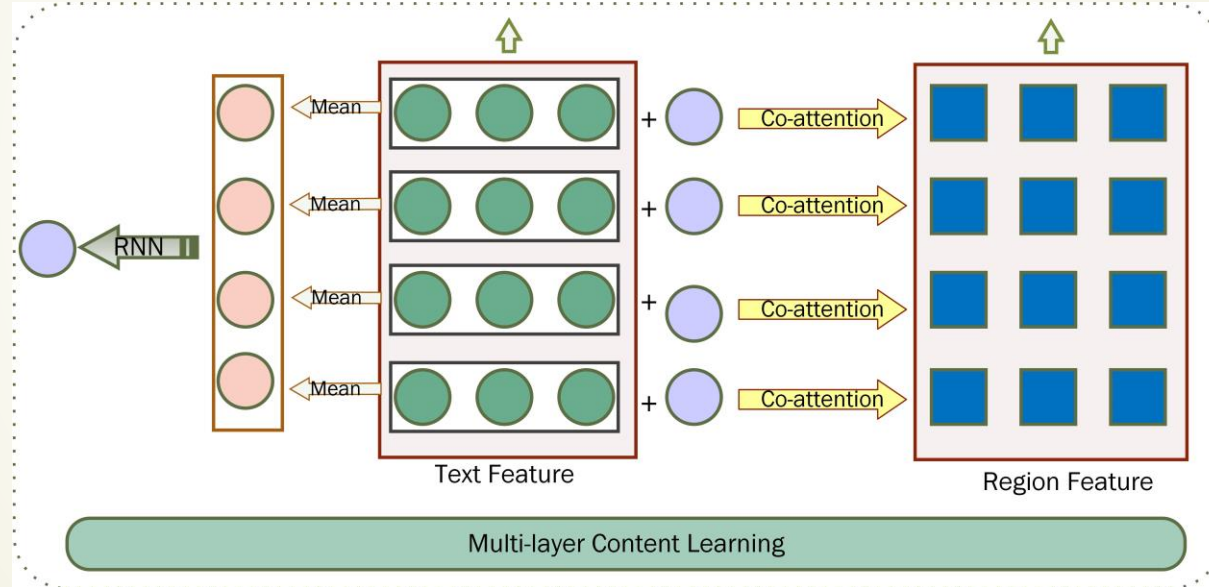 Mean
+
Co-attention
Mean
+
Co-attention
RNN
Mean
+
Co-attention
Mean
+
Co-attention
Text Feature
Region Feature
Multi-layer Content Learning